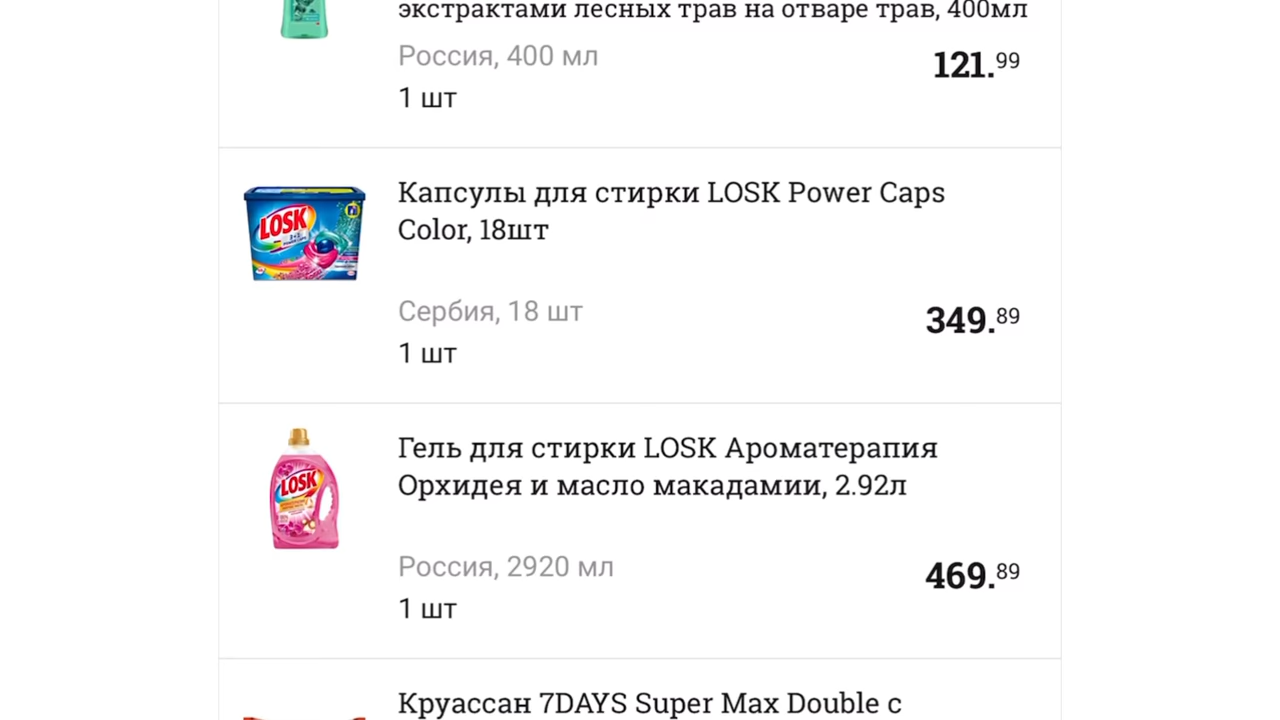 экстрактами лесных трав на отваре трав, 400мл
Россия, 400 мл
121.99
1 шт
Капсулы для стирки LOSK Power Caps
Color, 18шт
LOSK
Сербия, 18 шт
349.89
1 шт
Гель для стирки LOSK Ароматерапия
Орхидея и масло макадамии, 2.92л
LOSK
Россия, 2920 мл
469.89
1 шт
Круассан 7DAYS Super Max Double с